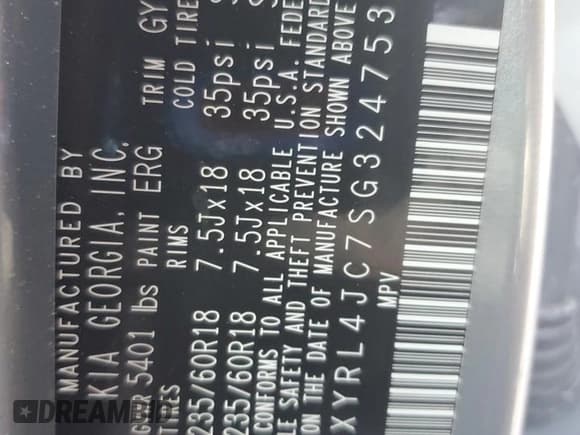 MANUFACTURED BY
KIA GEORGIA, INC.
5401 lbs PAINT ERG TRIM GY
TIRES RIMS COLD TIRE
235/60R18 7.5Jx18 35psi
235/60R18 7.5Jx18 35psi
CONFORMS TO ALL APPLICABLE U.S.A. FEDE
LE SAFETY AND THEFT PREVENTION STANDARD
THE DATE OF MANUFACTURE SHOWN ABOVE
XYRL4JC7SG324753
MPV
DREAMBID